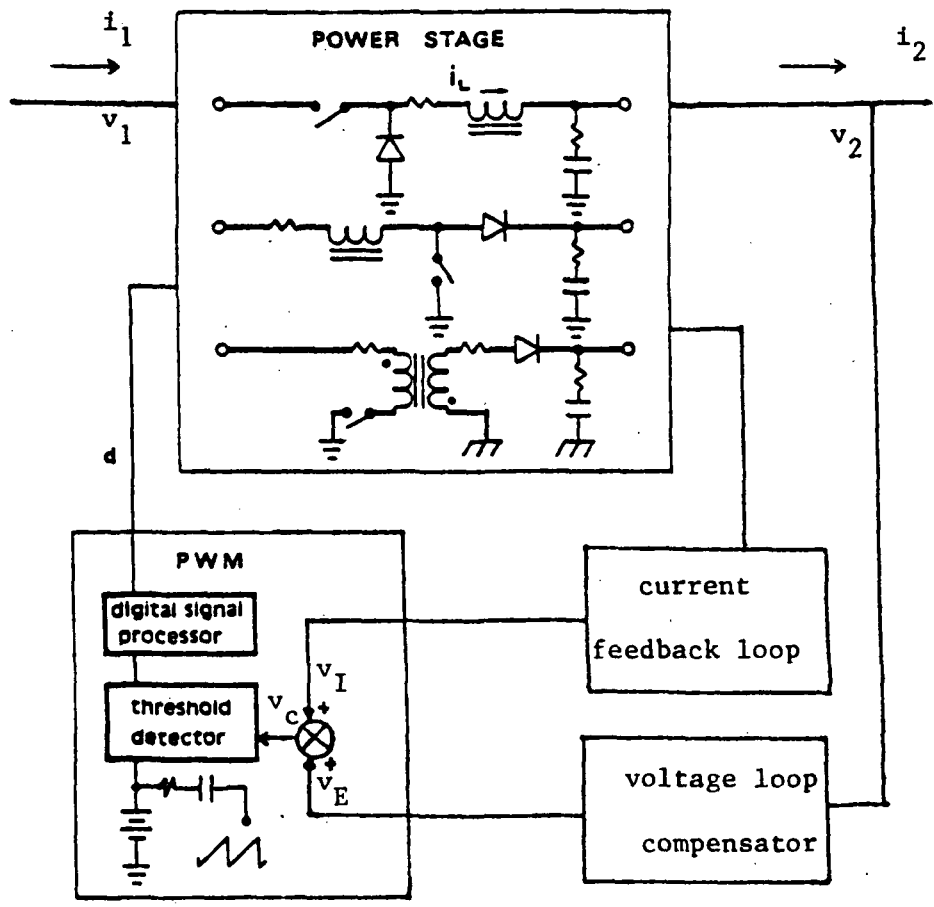 i1
i2
POWER STAGE
iL
v1
v2
d
PWM
digital signal
processor
current
feedback loop
vI
threshold
detector
vc
+
+
vE
voltage loop
compensator